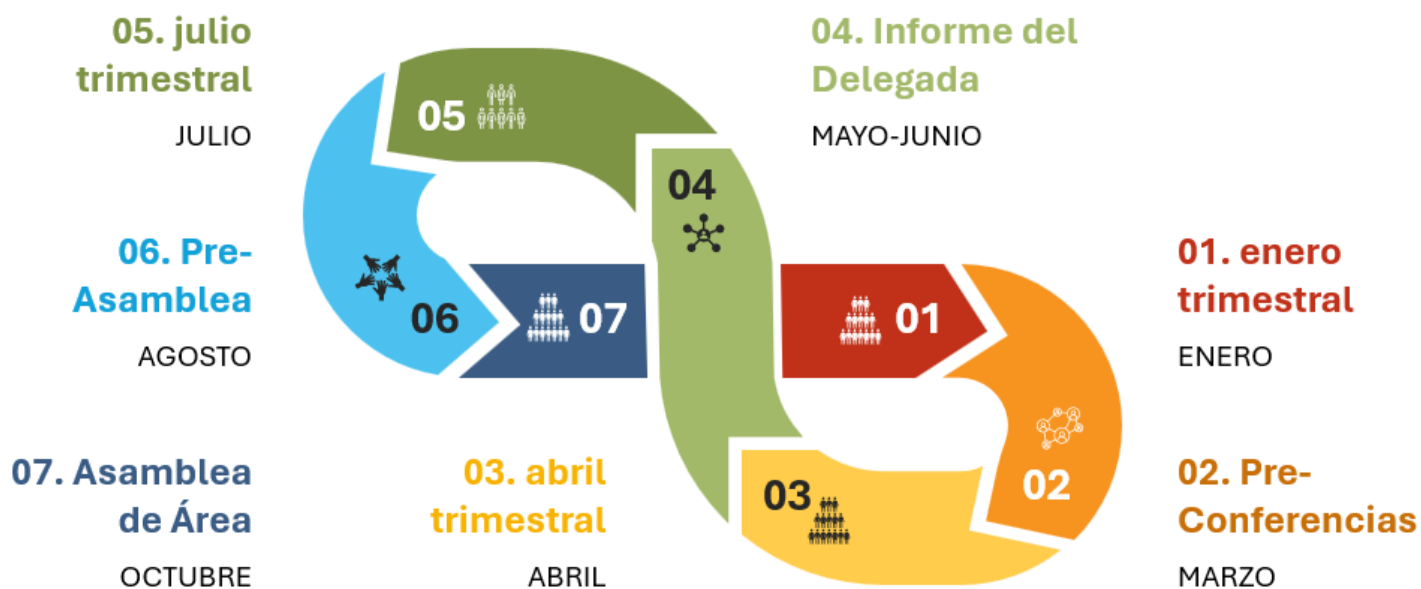 05. julio
trimestral
JULIO
04. Informe del
Delegada
MAYO-JUNIO
05
04
06. Pre-
Asamblea
AGOSTO
06
07
01
01. enero
trimestral
ENERO
07. Asamblea
de Área
OCTUBRE
03. abril
trimestral
ABRIL
03
02
02. Pre-
Conferencias
MARZO